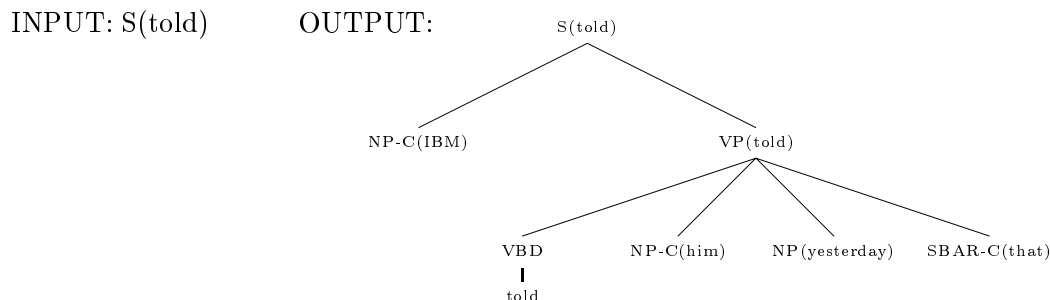 INPUT: S(told) OUTPUT: S(told)
NP-C(IBM) VP(told)
VBD NP-C(him) NP(yesterday) SBAR-C(that)
told